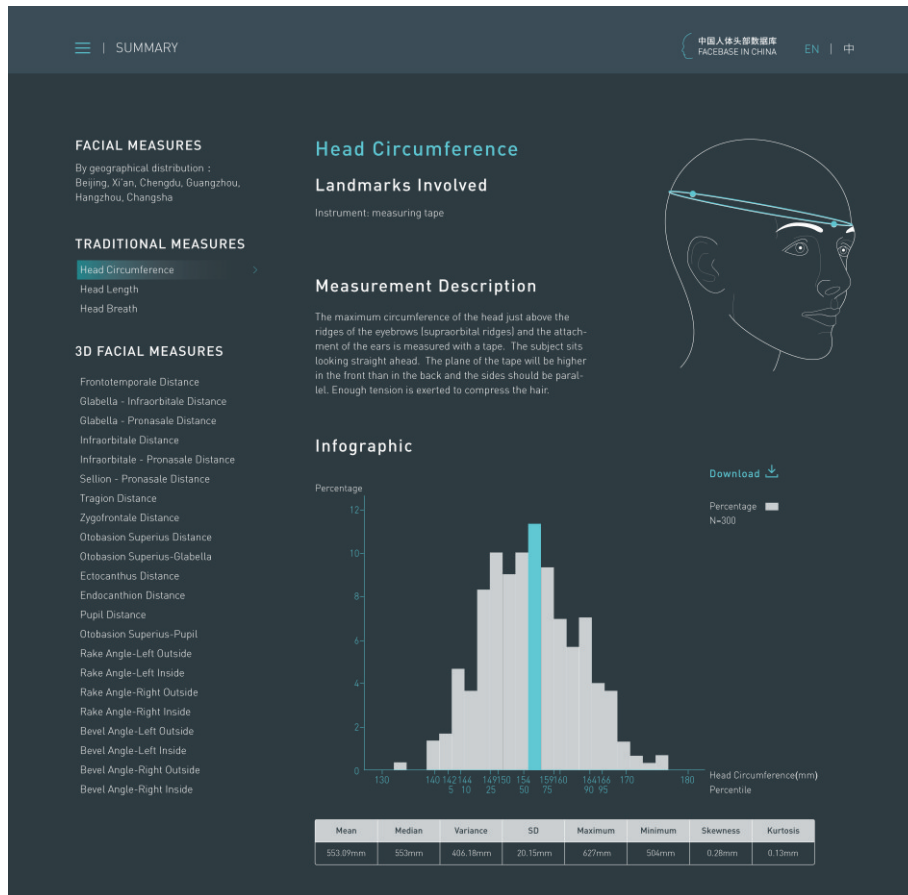 SUMMARY
中国人体头部数据库
FACEBASE IN CHINA
EN | 中
FACIAL MEASURES
By geographical distribution :
Beijing, Xi'an, Chengdu, Guangzhou,
Hangzhou, Changsha
TRADITIONAL MEASURES
Head Circumference
Head Length
Head Breath
3D FACIAL MEASURES
Frontotemporale Distance
Glabella - Infraorbitale Distance
Glabella - Pronasale Distance
Infraorbitale Distance
Infraorbitale - Pronasale Distance
Sellion - Pronasale Distance
Tragion Distance
Zygofrontale Distance
Otobasion Superius Distance
Otobasion Superius-Glabella
Ectocanthus Distance
Endocanthion Distance
Pupil Distance
Otobasion Superius-Pupil
Rake Angle-Left Outside
Rake Angle-Left Inside
Rake Angle-Right Outside
Rake Angle-Right Inside
Bevel Angle-Left Outside
Bevel Angle-Left Inside
Bevel Angle-Right Outside
Bevel Angle-Right Inside
Head Circumference
Landmarks Involved
Instrument: measuring tape
Measurement Description
The maximum circumference of the head just above the
ridges of the eyebrows (supraorbital ridges) and the attach-
ment of the ears is measured with a tape. The subject sits
looking straight ahead. The plane of the tape will be higher
in the front than in the back and the sides should be paral-
lel. Enough tension is exerted to compress the hair.
Infographic
Download
Percentage
N=300
Percentage
12
10
8
6
4
2
0
130 140 142 144 149 150 154 159 160 164 166 170 180 Head Circumference(mm)
5 10 25 50 75 90 95 Percentile
Mean Median Variance SD Maximum Minimum Skewness Kurtosis
553.09mm 553mm 406.18mm 20.15mm 627mm 504mm 0.28mm 0.13mm